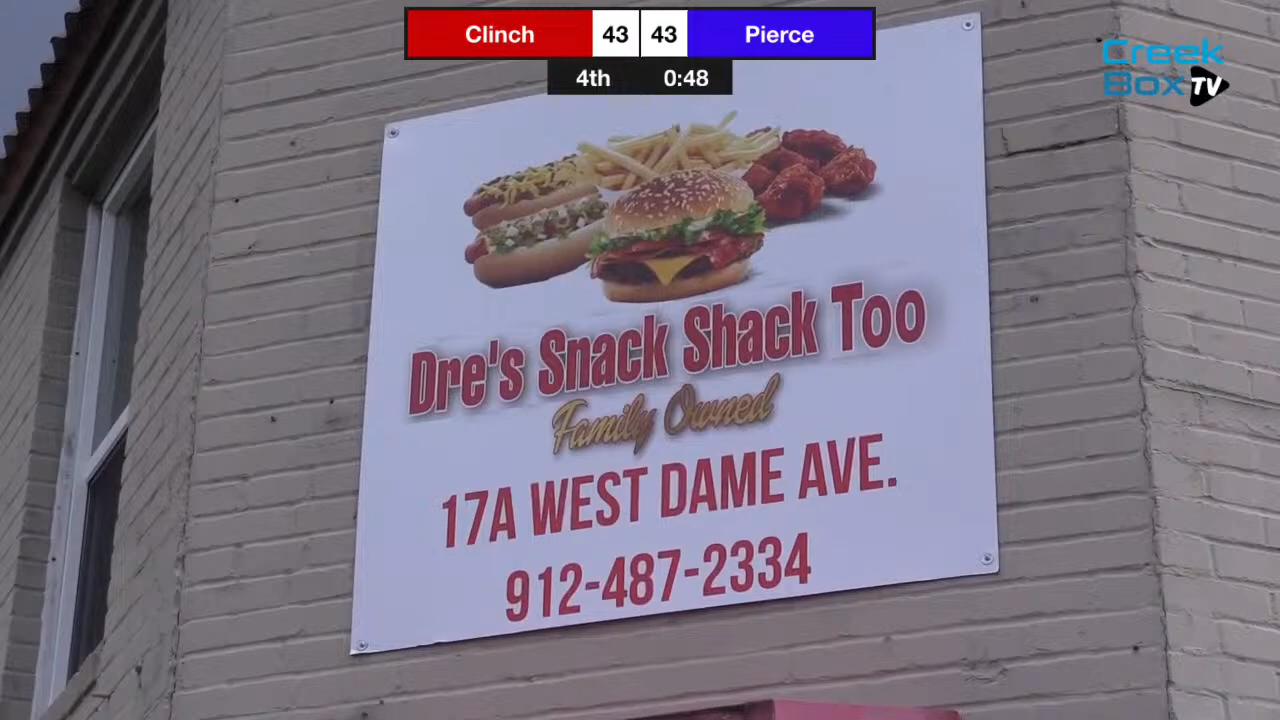 Clinch 43 43 Pierce
4th 0:48
Creek
Box TV
Dre's Snack Shack Too
Family Owned
17A WEST DAME AVE.
912-487-2334